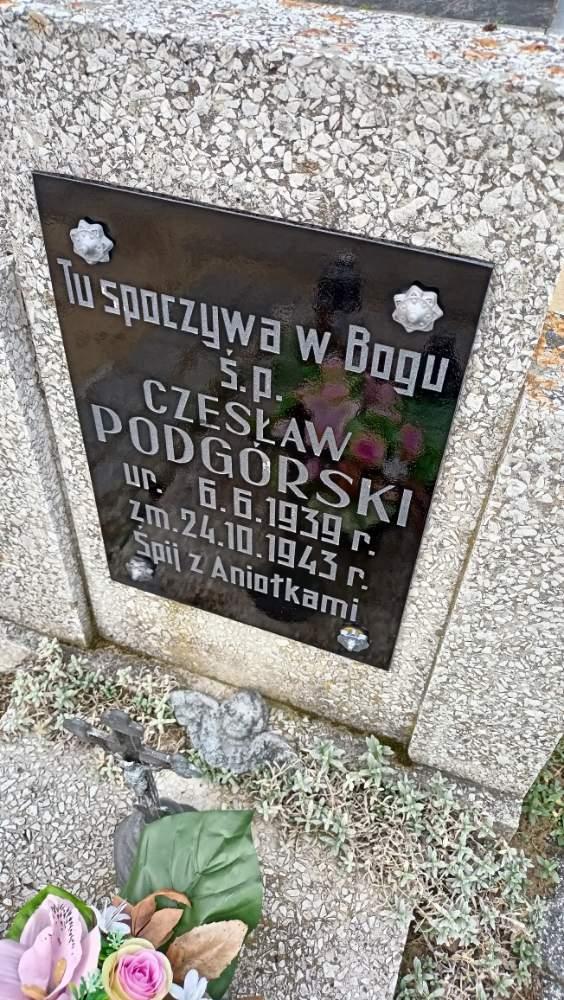 Tu spoczywa w Bogu
ś.p.
CZESŁAW
PODGÓRSKI
ur. 6.6.1939 r.
zm. 24.10.1943 r.
Śpij z Aniołkami